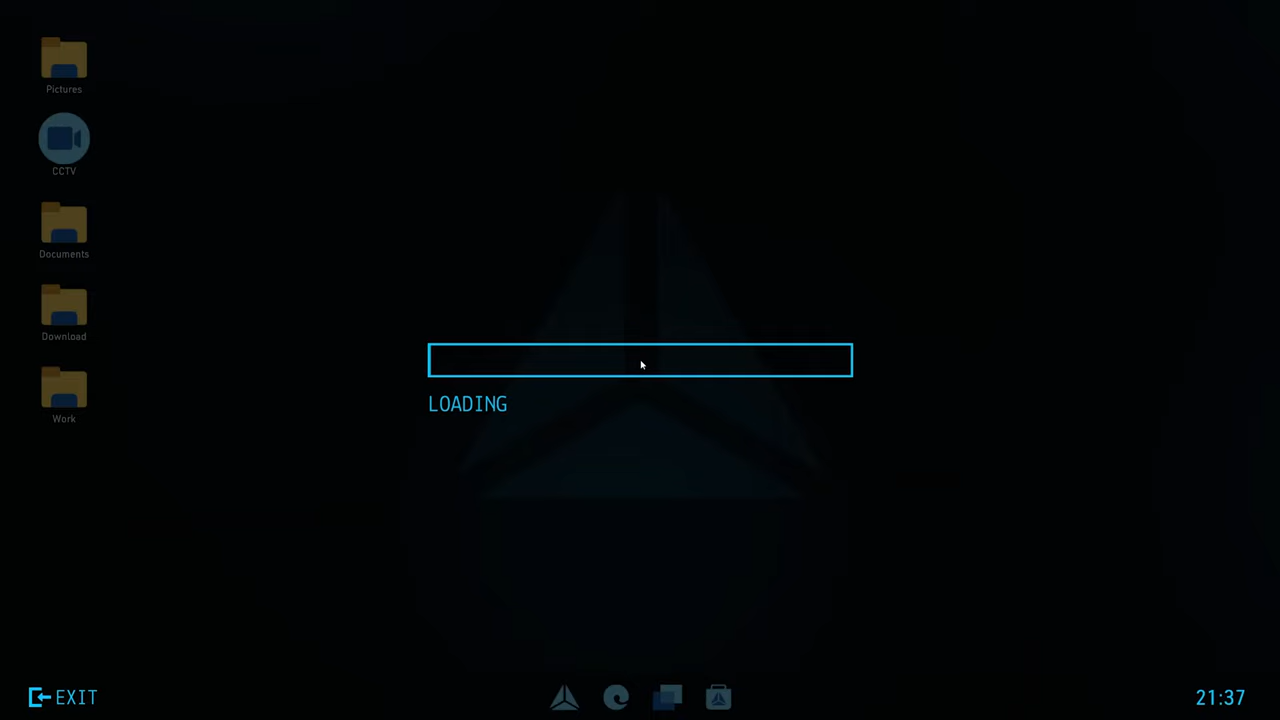 Pictures
CCTV
Documents
Download
Work
LOADING
EXIT
21:37